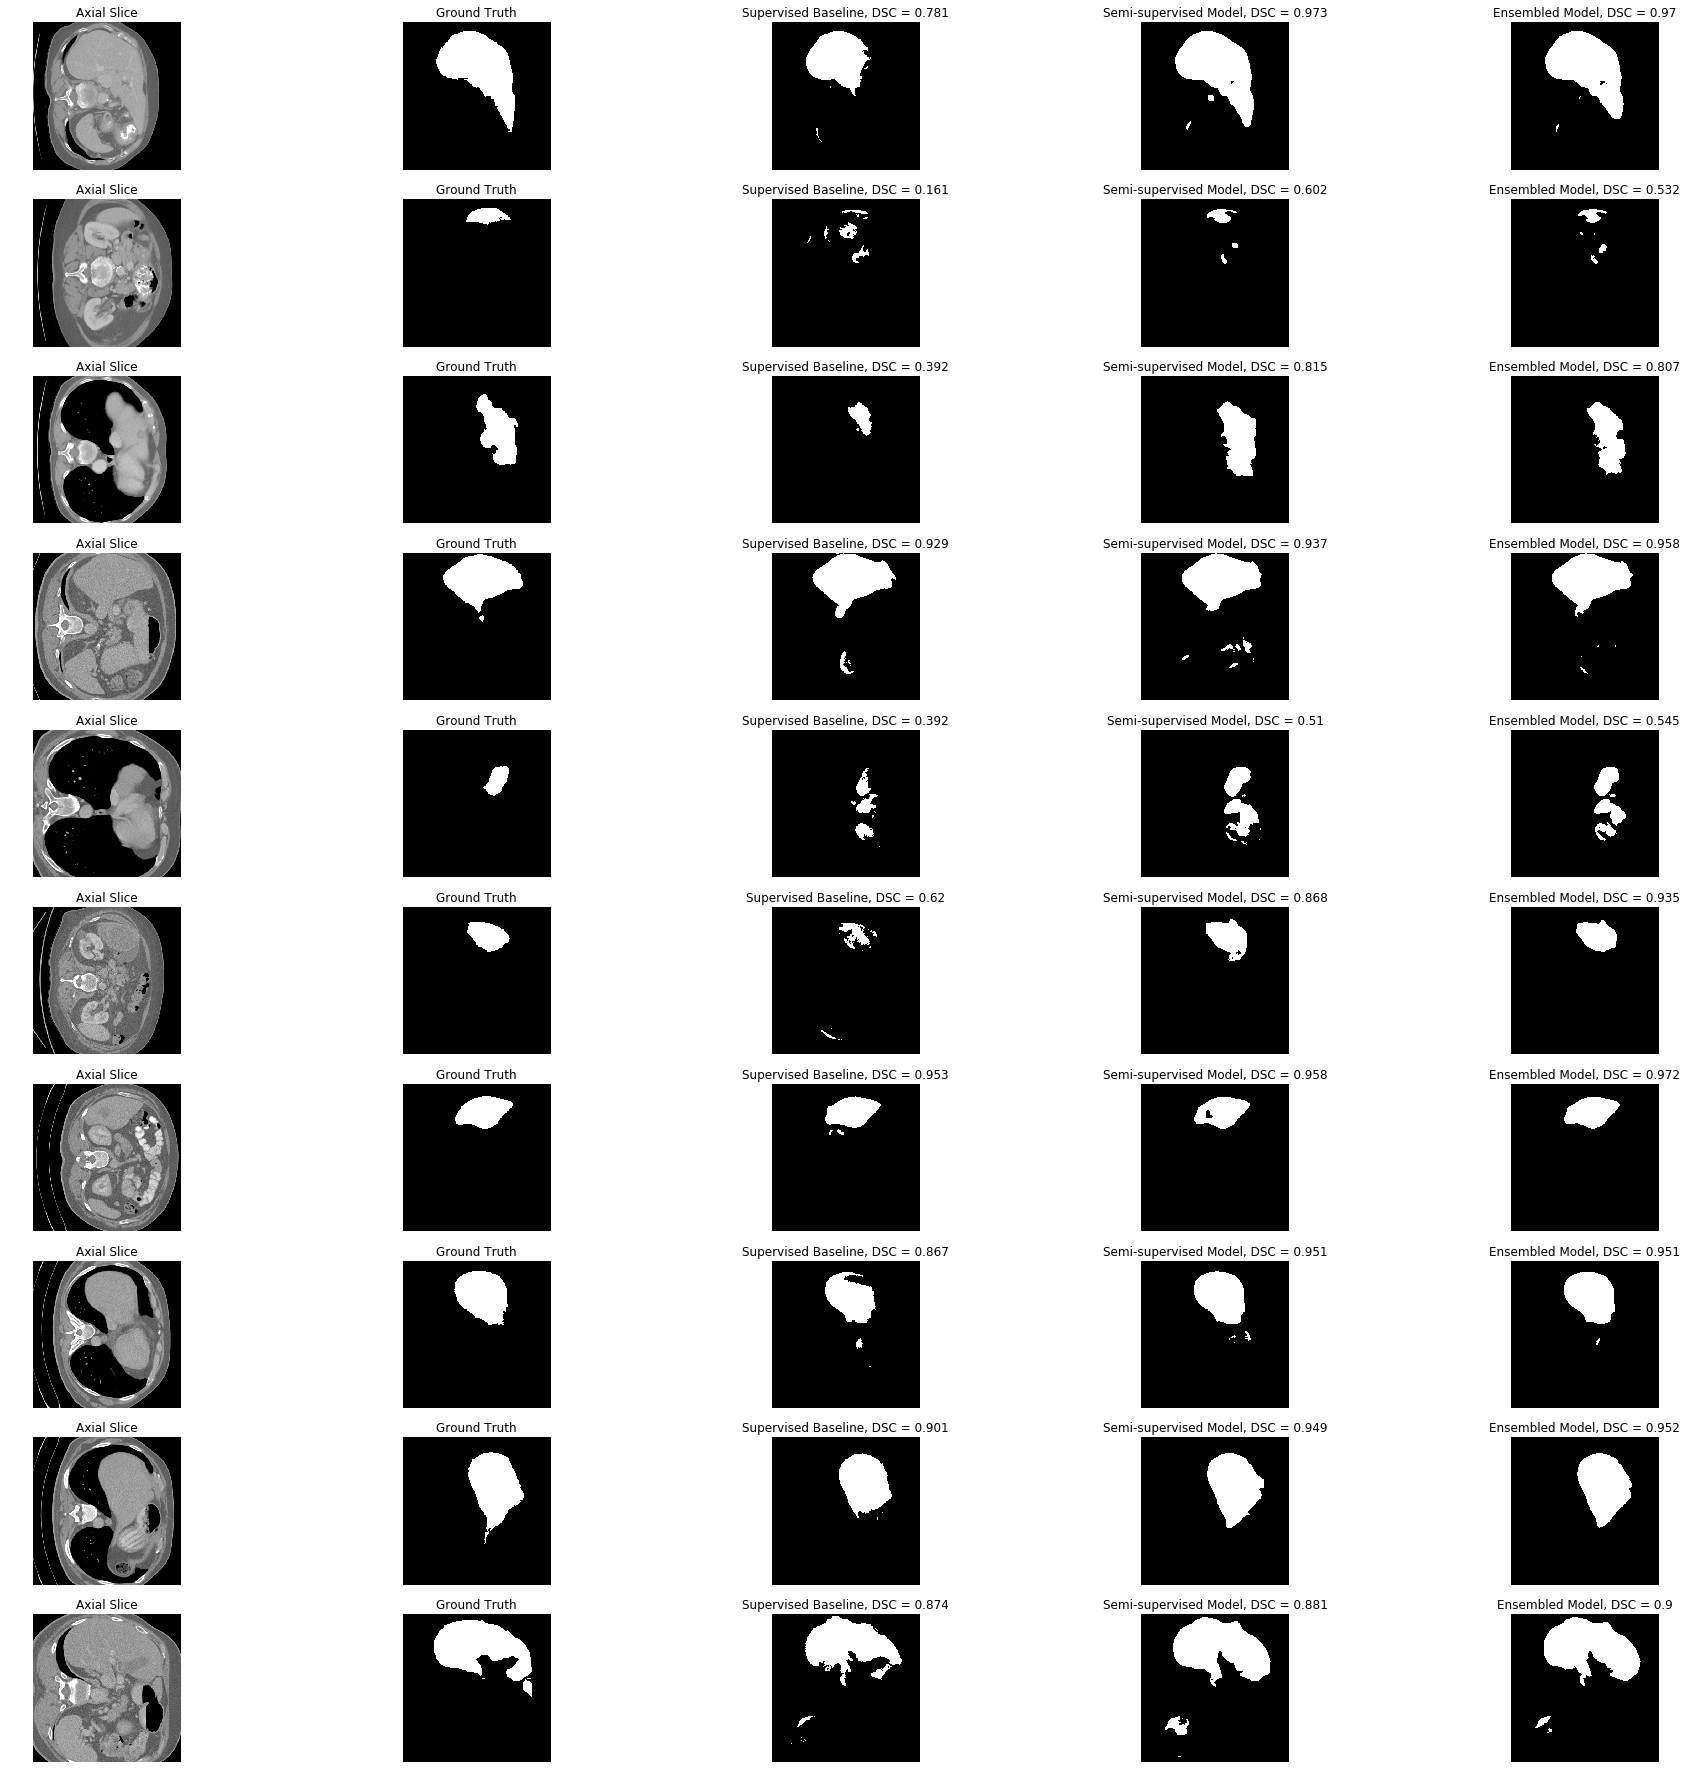 Axial Slice
Ground Truth
Supervised Baseline, DSC = 0.781
Semi-supervised Model, DSC = 0.973
Ensembled Model, DSC = 0.97
Axial Slice
Ground Truth
Supervised Baseline, DSC = 0.161
Semi-supervised Model, DSC = 0.602
Ensembled Model, DSC = 0.532
Axial Slice
Ground Truth
Supervised Baseline, DSC = 0.392
Semi-supervised Model, DSC = 0.815
Ensembled Model, DSC = 0.807
Axial Slice
Ground Truth
Supervised Baseline, DSC = 0.929
Semi-supervised Model, DSC = 0.937
Ensembled Model, DSC = 0.958
Axial Slice
Ground Truth
Supervised Baseline, DSC = 0.392
Semi-supervised Model, DSC = 0.51
Ensembled Model, DSC = 0.545
Axial Slice
Ground Truth
Supervised Baseline, DSC = 0.62
Semi-supervised Model, DSC = 0.868
Ensembled Model, DSC = 0.935
Axial Slice
Ground Truth
Supervised Baseline, DSC = 0.953
Semi-supervised Model, DSC = 0.958
Ensembled Model, DSC = 0.972
Axial Slice
Ground Truth
Supervised Baseline, DSC = 0.867
Semi-supervised Model, DSC = 0.951
Ensembled Model, DSC = 0.951
Axial Slice
Ground Truth
Supervised Baseline, DSC = 0.901
Semi-supervised Model, DSC = 0.949
Ensembled Model, DSC = 0.952
Axial Slice
Ground Truth
Supervised Baseline, DSC = 0.874
Semi-supervised Model, DSC = 0.881
Ensembled Model, DSC = 0.9